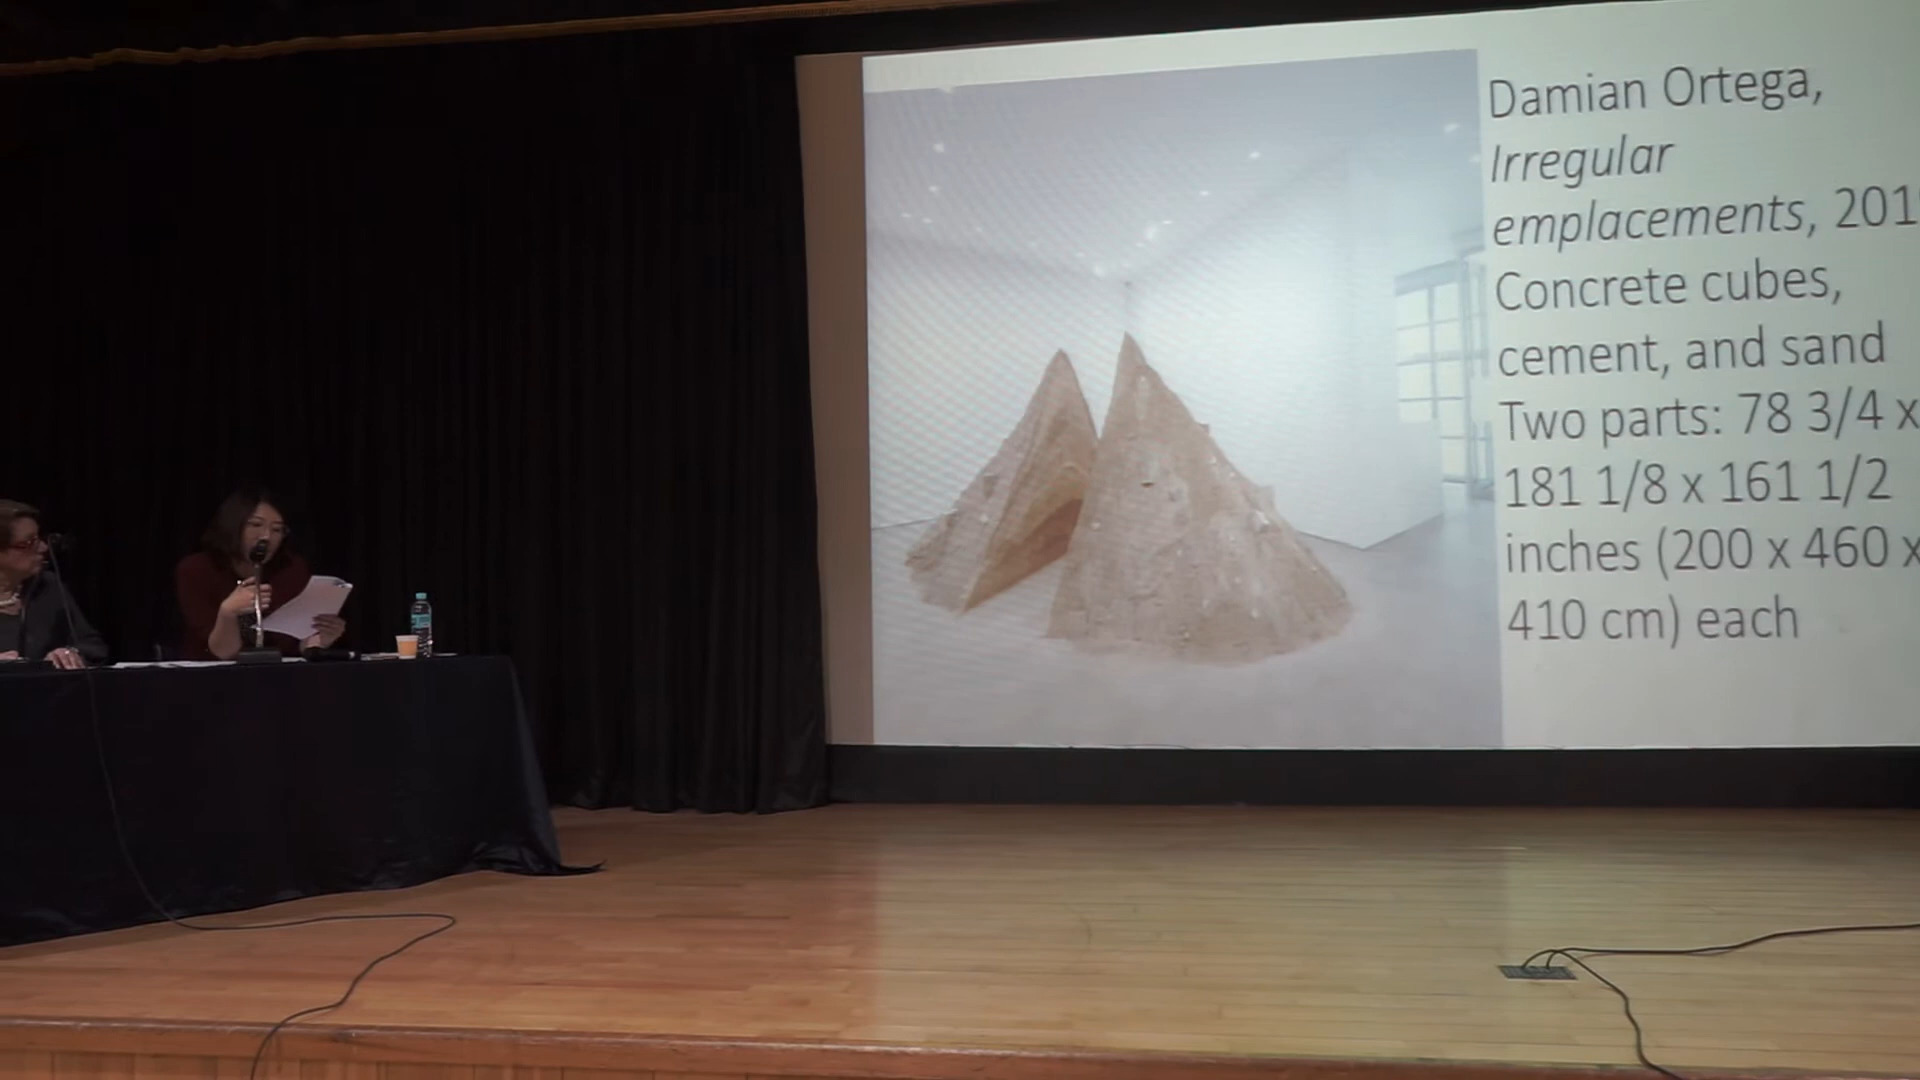 Damian Ortega,
Irregular
emplacements, 201
Concrete cubes,
cement, and sand
Two parts: 78 3/4 x
181 1/8 x 161 1/2
inches (200 x 460 x
410 cm) each